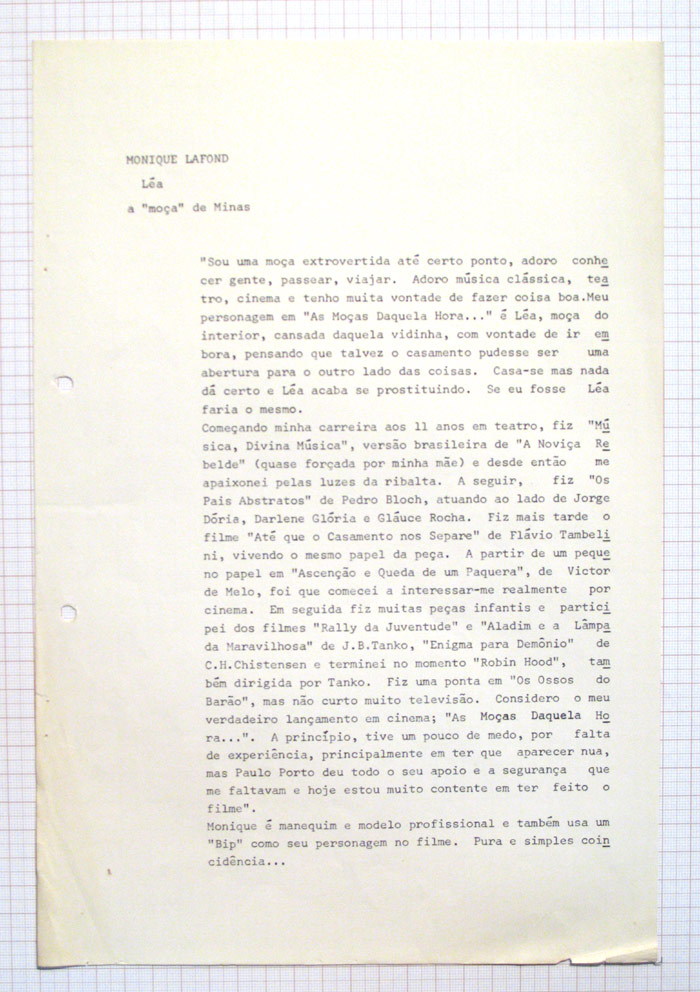 MONIQUE LAFOND
Léa
a "moça" de Minas
"Sou uma moça extrovertida até certo ponto, adoro conhe
cer gente, passear, viajar. Adoro música clássica, tea
tro, cinema e tenho muita vontade de fazer coisa boa.Meu
personagem em "As Moças Daquela Hora..." é Léa, moça do
interior, cansada daquela vidinha, com vontade de ir em
bora, pensando que talvez o casamento pudesse ser uma
abertura para o outro lado das coisas. Casa-se mas nada
dá certo e Léa acaba se prostituindo. Se eu fosse Léa
faria o mesmo.
Começando minha carreira aos 11 anos em teatro, fiz "Mú
sica, Divina Música", versão brasileira de "A Noviça Re
belde" (quase forçada por minha mãe) e desde então me
apaixonei pelas luzes da ribalta. A seguir, fiz "Os
Pais Abstratos" de Pedro Bloch, atuando ao lado de Jorge
Dória, Darlene Glória e Gláuce Rocha. Fiz mais tarde o
filme "Até que o Casamento nos Separe" de Flávio Tambeli
ni, vivendo o mesmo papel da peça. A partir de um peque
no papel em "Ascenção e Queda de um Paquera", de Victor
de Melo, foi que comecei a interessar-me realmente por
cinema. Em seguida fiz muitas peças infantis e partici
pei dos filmes "Rally da Juventude" e "Aladim e a Lâmpa
da Maravilhosa" de J.B.Tanko, "Enigma para Demônio" de
C.H.Chistensen e terminei no momento "Robin Hood", tam
bém dirigida por Tanko. Fiz uma ponta em "Os Ossos do
Barão", mas não curto muito televisão. Considero o meu
verdadeiro lançamento em cinema; "As Moças Daquela Ho
ra...". A princípio, tive um pouco de medo, por falta
de experiência, principalmente em ter que aparecer nua,
mas Paulo Porto deu todo o seu apoio e a segurança que
me faltavam e hoje estou muito contente em ter feito o
filme".
Monique é manequim e modelo profissional e também usa um
"Bip" como seu personagem no filme. Pura e simples coin
cidência...